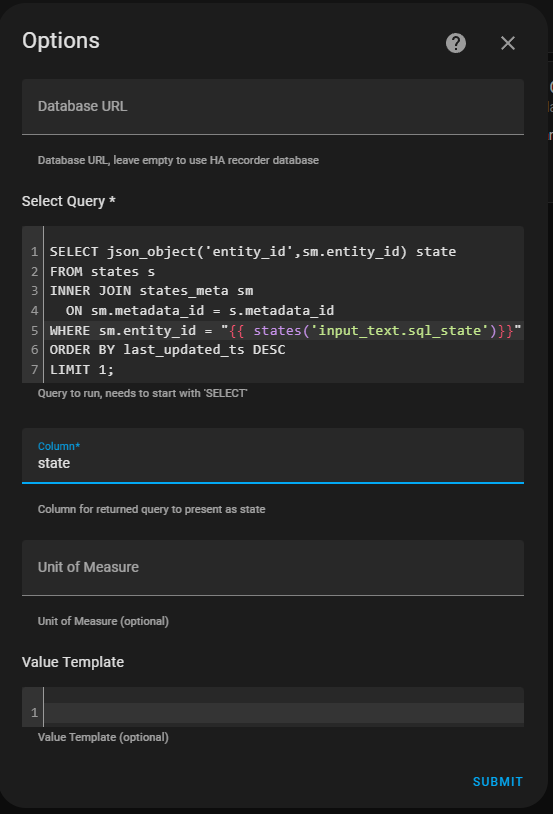 Options
Database URL
Database URL, leave empty to use HA recorder database
Select Query *
1 SELECT json_object('entity_id',sm.entity_id) state
2 FROM states s
3 INNER JOIN states_meta sm
4   ON sm.metadata_id = s.metadata_id
5 WHERE sm.entity_id = "{{ states('input_text.sql_state')}}"
6 ORDER BY last_updated_ts DESC
7 LIMIT 1;
Query to run, needs to start with 'SELECT'
Column*
state
Column for returned query to present as state
Unit of Measure
Unit of Measure (optional)
Value Template
1
Value Template (optional)
SUBMIT